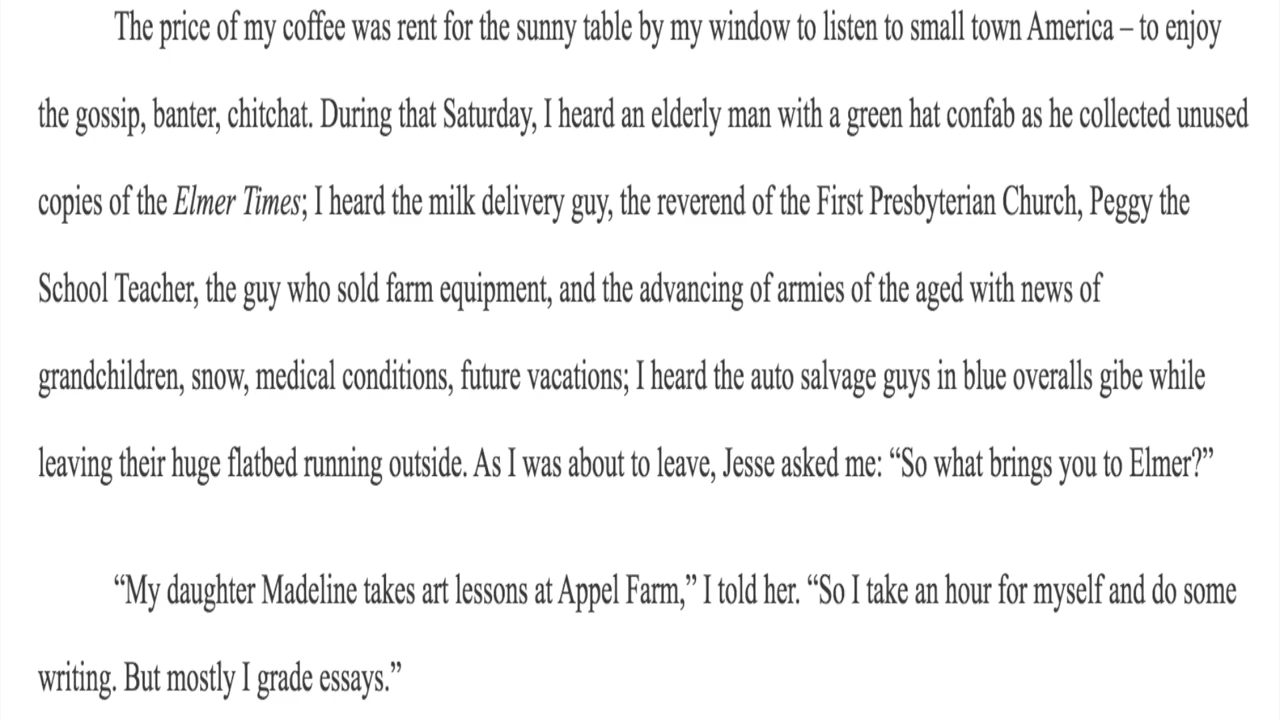 The price of my coffee was rent for the sunny table by my window to listen to small town America – to enjoy
the gossip, banter, chitchat. During that Saturday, I heard an elderly man with a green hat confab as he collected unused
copies of the Elmer Times; I heard the milk delivery guy, the reverend of the First Presbyterian Church, Peggy the
School Teacher, the guy who sold farm equipment, and the advancing of armies of the aged with news of
grandchildren, snow, medical conditions, future vacations; I heard the auto salvage guys in blue overalls gibe while
leaving their huge flatbed running outside. As I was about to leave, Jesse asked me: “So what brings you to Elmer?”
“My daughter Madeline takes art lessons at Appel Farm,” I told her. “So I take an hour for myself and do some
writing. But mostly I grade essays.”